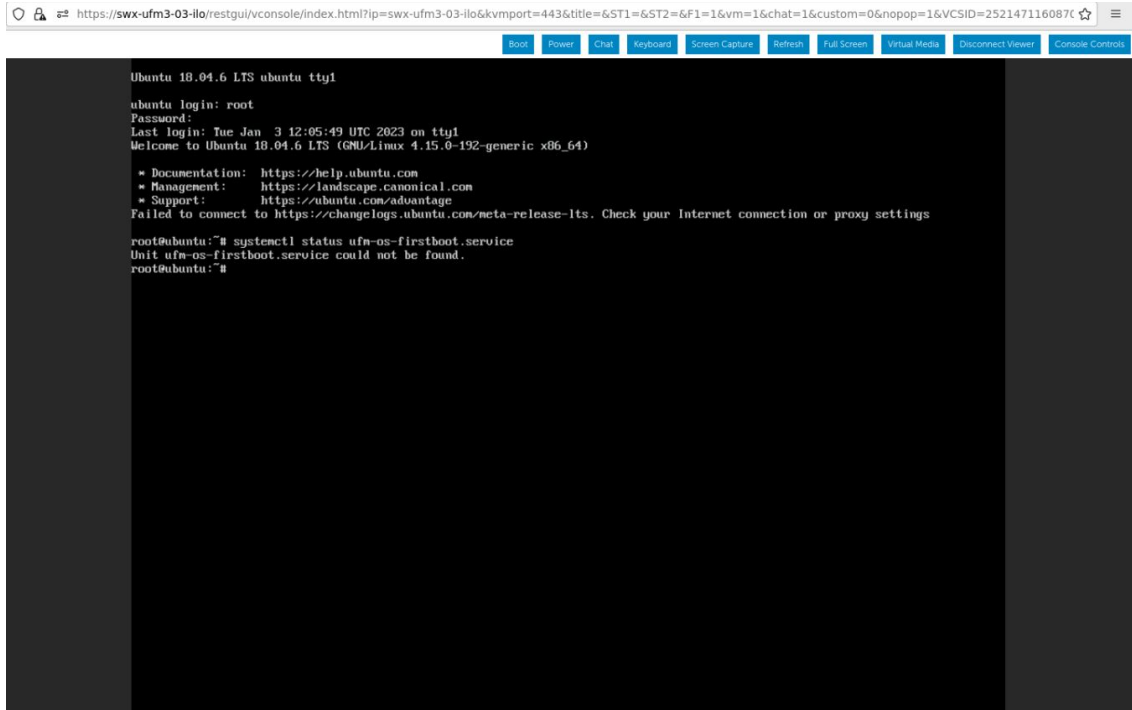 https://swx-ufm3-03-ilo/restgui/vconsole/index.html?ip=swx-ufm3-03-ilo&kvmport=443&title=&ST1=&ST2=&F1=1&vm=1&chat=1&custom=0&nopop=1&VCSID=252147116087
Boot Power Chat Keyboard Screen Capture Refresh Full Screen Virtual Media Disconnect Viewer Console Controls
Ubuntu 18.04.6 LTS ubuntu tty1
ubuntu login: root
Password:
Last login: Tue Jan  3 12:05:49 UTC 2023 on tty1
Welcome to Ubuntu 18.04.6 LTS (GNU/Linux 4.15.0-192-generic x86_64)
* Documentation:  https://help.ubuntu.com
* Management:     https://landscape.canonical.com
* Support:        https://ubuntu.com/advantage
Failed to connect to https://changelogs.ubuntu.com/meta-release-lts. Check your Internet connection or proxy settings
root@ubuntu:~# systemctl status ufm-os-firstboot.service
Unit ufm-os-firstboot.service could not be found.
root@ubuntu:~#